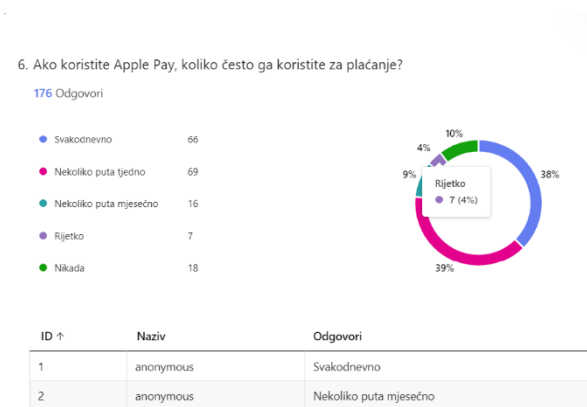 6. Ako koristite Apple Pay, koliko često ga koristite za plaćanje?
176 Odgovori
Svakodnevno 66
Nekoliko puta tjedno 69
Nekoliko puta mjesečno 16
Rijetko 7
Nikada 18
10%
4%
9%
38%
39%
Rijetko
7 (4%)
ID ↑ Naziv Odgovori
1 anonymous Svakodnevno
2 anonymous Nekoliko puta mjesečno